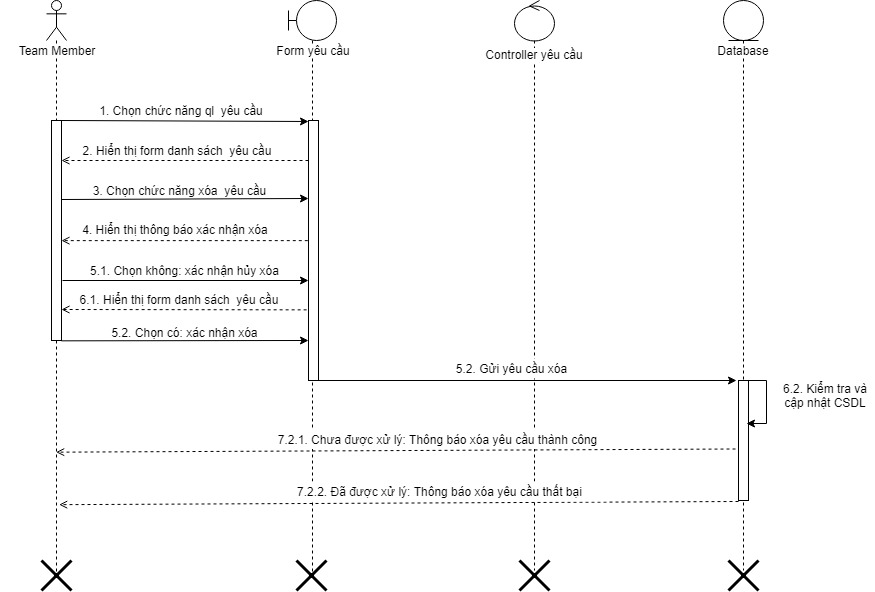 Team Member
Form yêu cầu
Controller yêu cầu
Database
1. Chọn chức năng ql yêu cầu
2. Hiển thị form danh sách yêu cầu
3. Chọn chức năng xóa yêu cầu
4. Hiển thị thông báo xác nhận xóa
5.1. Chọn không: xác nhận hủy xóa
6.1. Hiển thị form danh sách yêu cầu
5.2. Chọn có: xác nhận xóa
5.2. Gửi yêu cầu xóa
6.2. Kiểm tra và
cập nhật CSDL
7.2.1. Chưa được xử lý: Thông báo xóa yêu cầu thành công
7.2.2. Đã được xử lý: Thông báo xóa yêu cầu thất bại